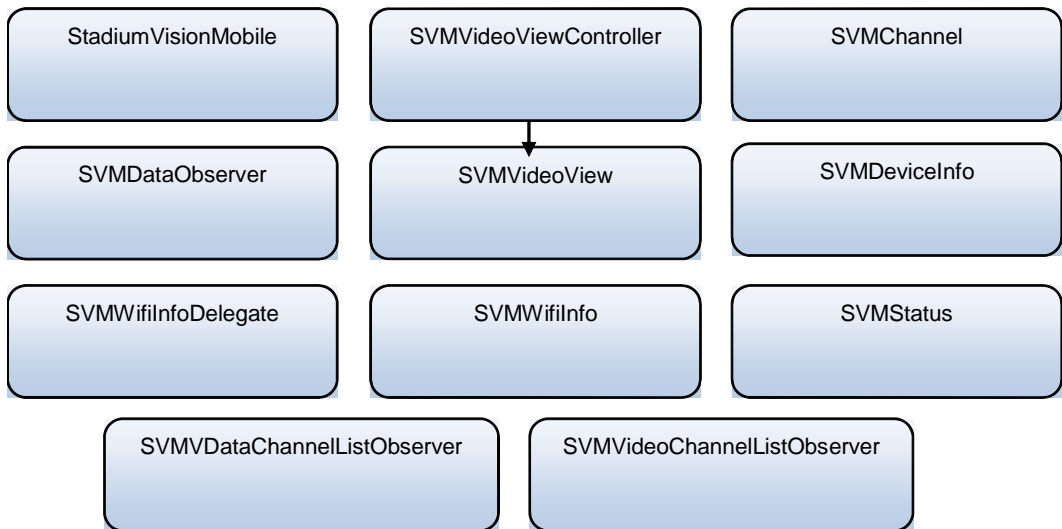 StadiumVisionMobile
SVMVideoViewController
SVMChannel
SVMDataObserver
SVMVideoView
SVMDeviceInfo
SVMWifiInfoDelegate
SVMWifiInfo
SVMStatus
SVMVDataChannelListObserver
SVMVideoChannelListObserver